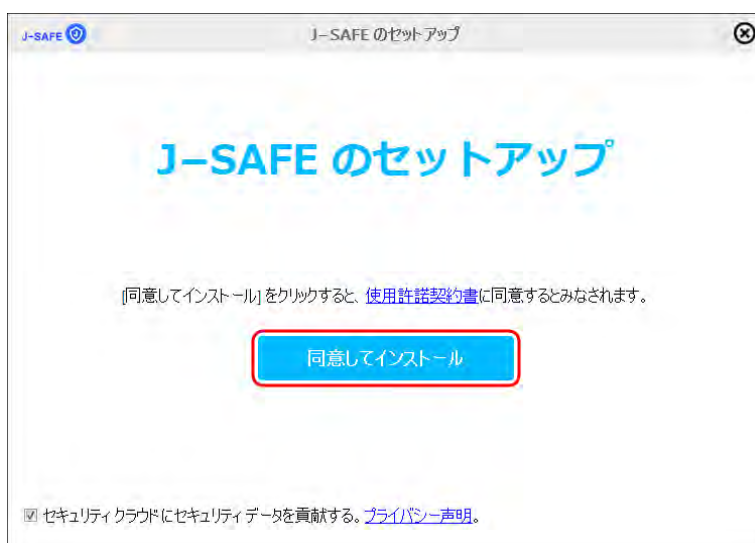 J-SAFE J-SAFE のセットアップ
J-SAFE のセットアップ
[同意してインストール] をクリックすると、使用許諾契約書に同意するとみなされます。
同意してインストール
セキュリティ クラウドにセキュリティ データを貢献する。プライバシー声明。